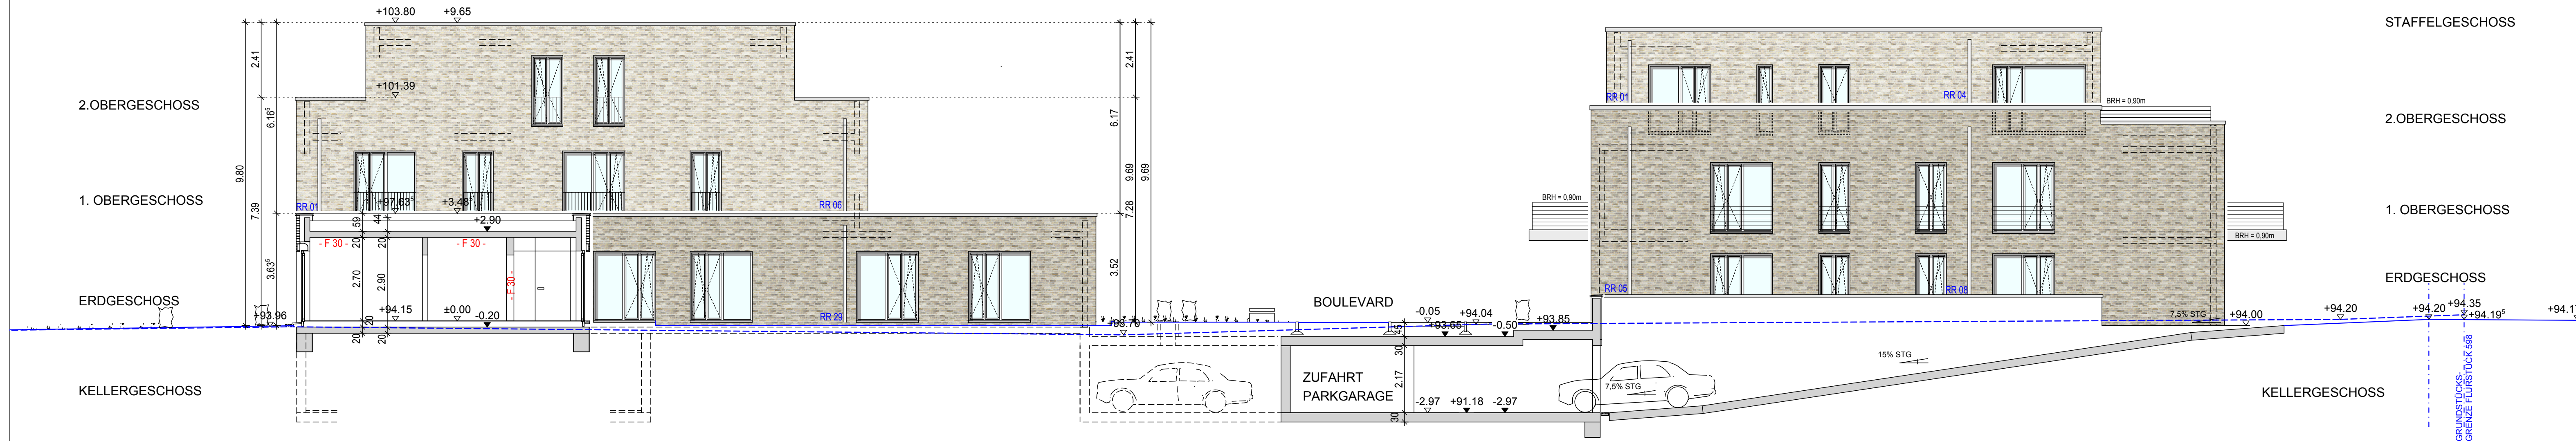 +103.80
+9.65
STAFFELGESCHOSS
2.41
2.41
+101.39
2.OBERGESCHOSS
RR 01
RR 04
BRH = 0,90m
6.16⁵
6.17
2.OBERGESCHOSS
9.80
9.69
9.69
1. OBERGESCHOSS
7.39
7.28
BRH = 0,90m
RR 01
+97.63⁵
+3.48⁵
RR 06
1. OBERGESCHOSS
59
44
+2.90
BRH = 0,90m
- F 30 -
20
20
- F 30 -
3.63⁵
2.70
2.90
- F 30 -
3.52
ERDGESCHOSS
RR 05
RR 08
ERDGESCHOSS
BOULEVARD
+93.96
+94.15
±0.00
-0.20
RR 29
-0.05
+94.04
+93.85
7,5% STG
+94.00
+94.20
+94.20
+94.35
+94.19⁵
20
+93.65
-0.50
45
20
20
30
15% STG
KELLERGESCHOSS
ZUFAHRT
PARKGARAGE
2.17
7,5% STG
KELLERGESCHOSS
-2.97
+91.18
-2.97
30
GRUNDSTÜCKS-
GRENZE FLURSTÜCK 598